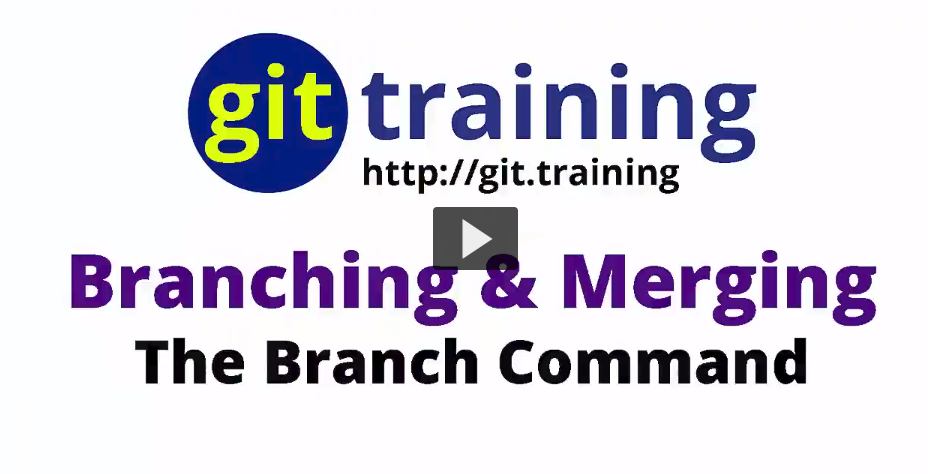 git training
http://git.training
Branching & Merging
The Branch Command